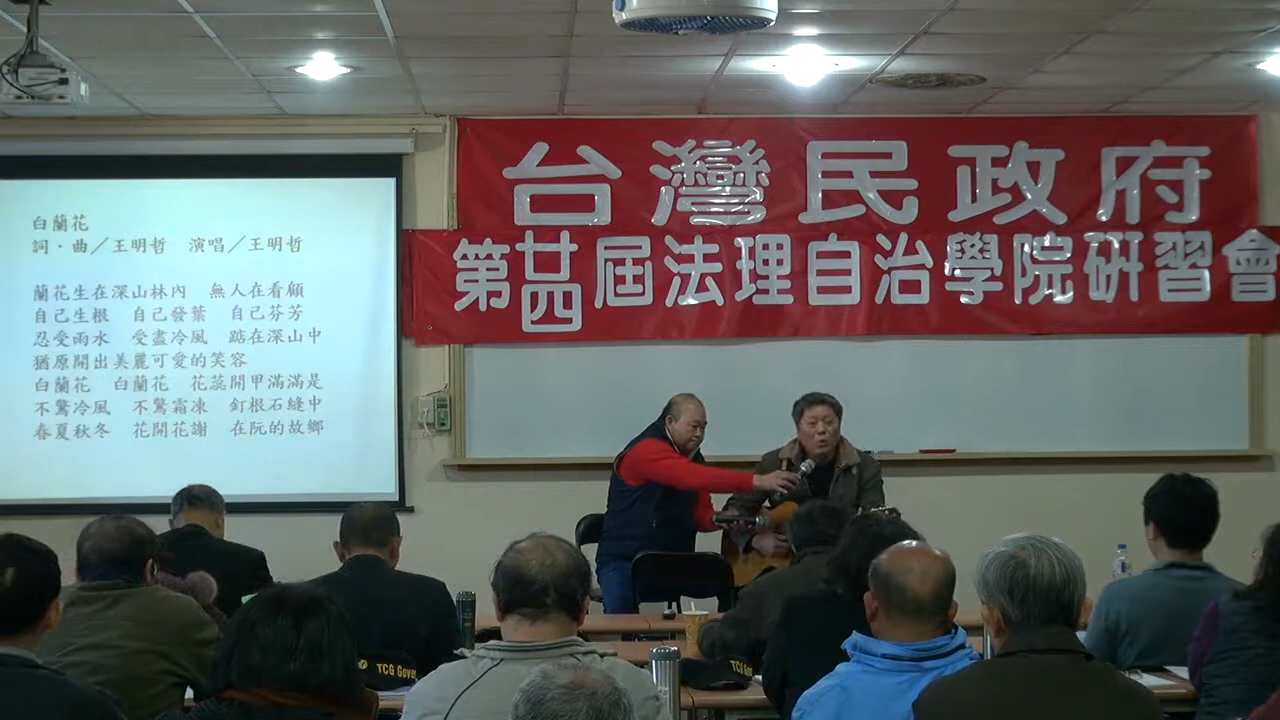 台灣民政府
第廿四屆法理自治學院研習會
白蘭花
詞・曲／王明哲 演唱／王明哲
蘭花生在深山林內 無人在看顧
自己生根 自己發葉 自己芬芳
忍受雨水 受盡冷風 踮在深山中
猶原開出美麗可愛的笑容
白蘭花 白蘭花 花蕊開甲滿滿是
不驚冷風 不驚霜凍 釘根石縫中
春夏秋冬 花開花謝 在阮的故鄉
TCG Gove
TCG